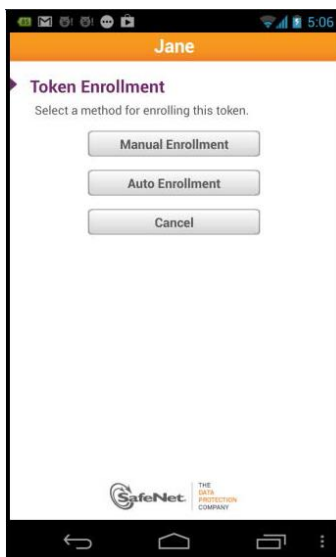 5:06
Jane
Token Enrollment
Select a method for enrolling this token.
Manual Enrollment
Auto Enrollment
Cancel
SafeNet.
THE
DATA
PROTECTION
COMPANY